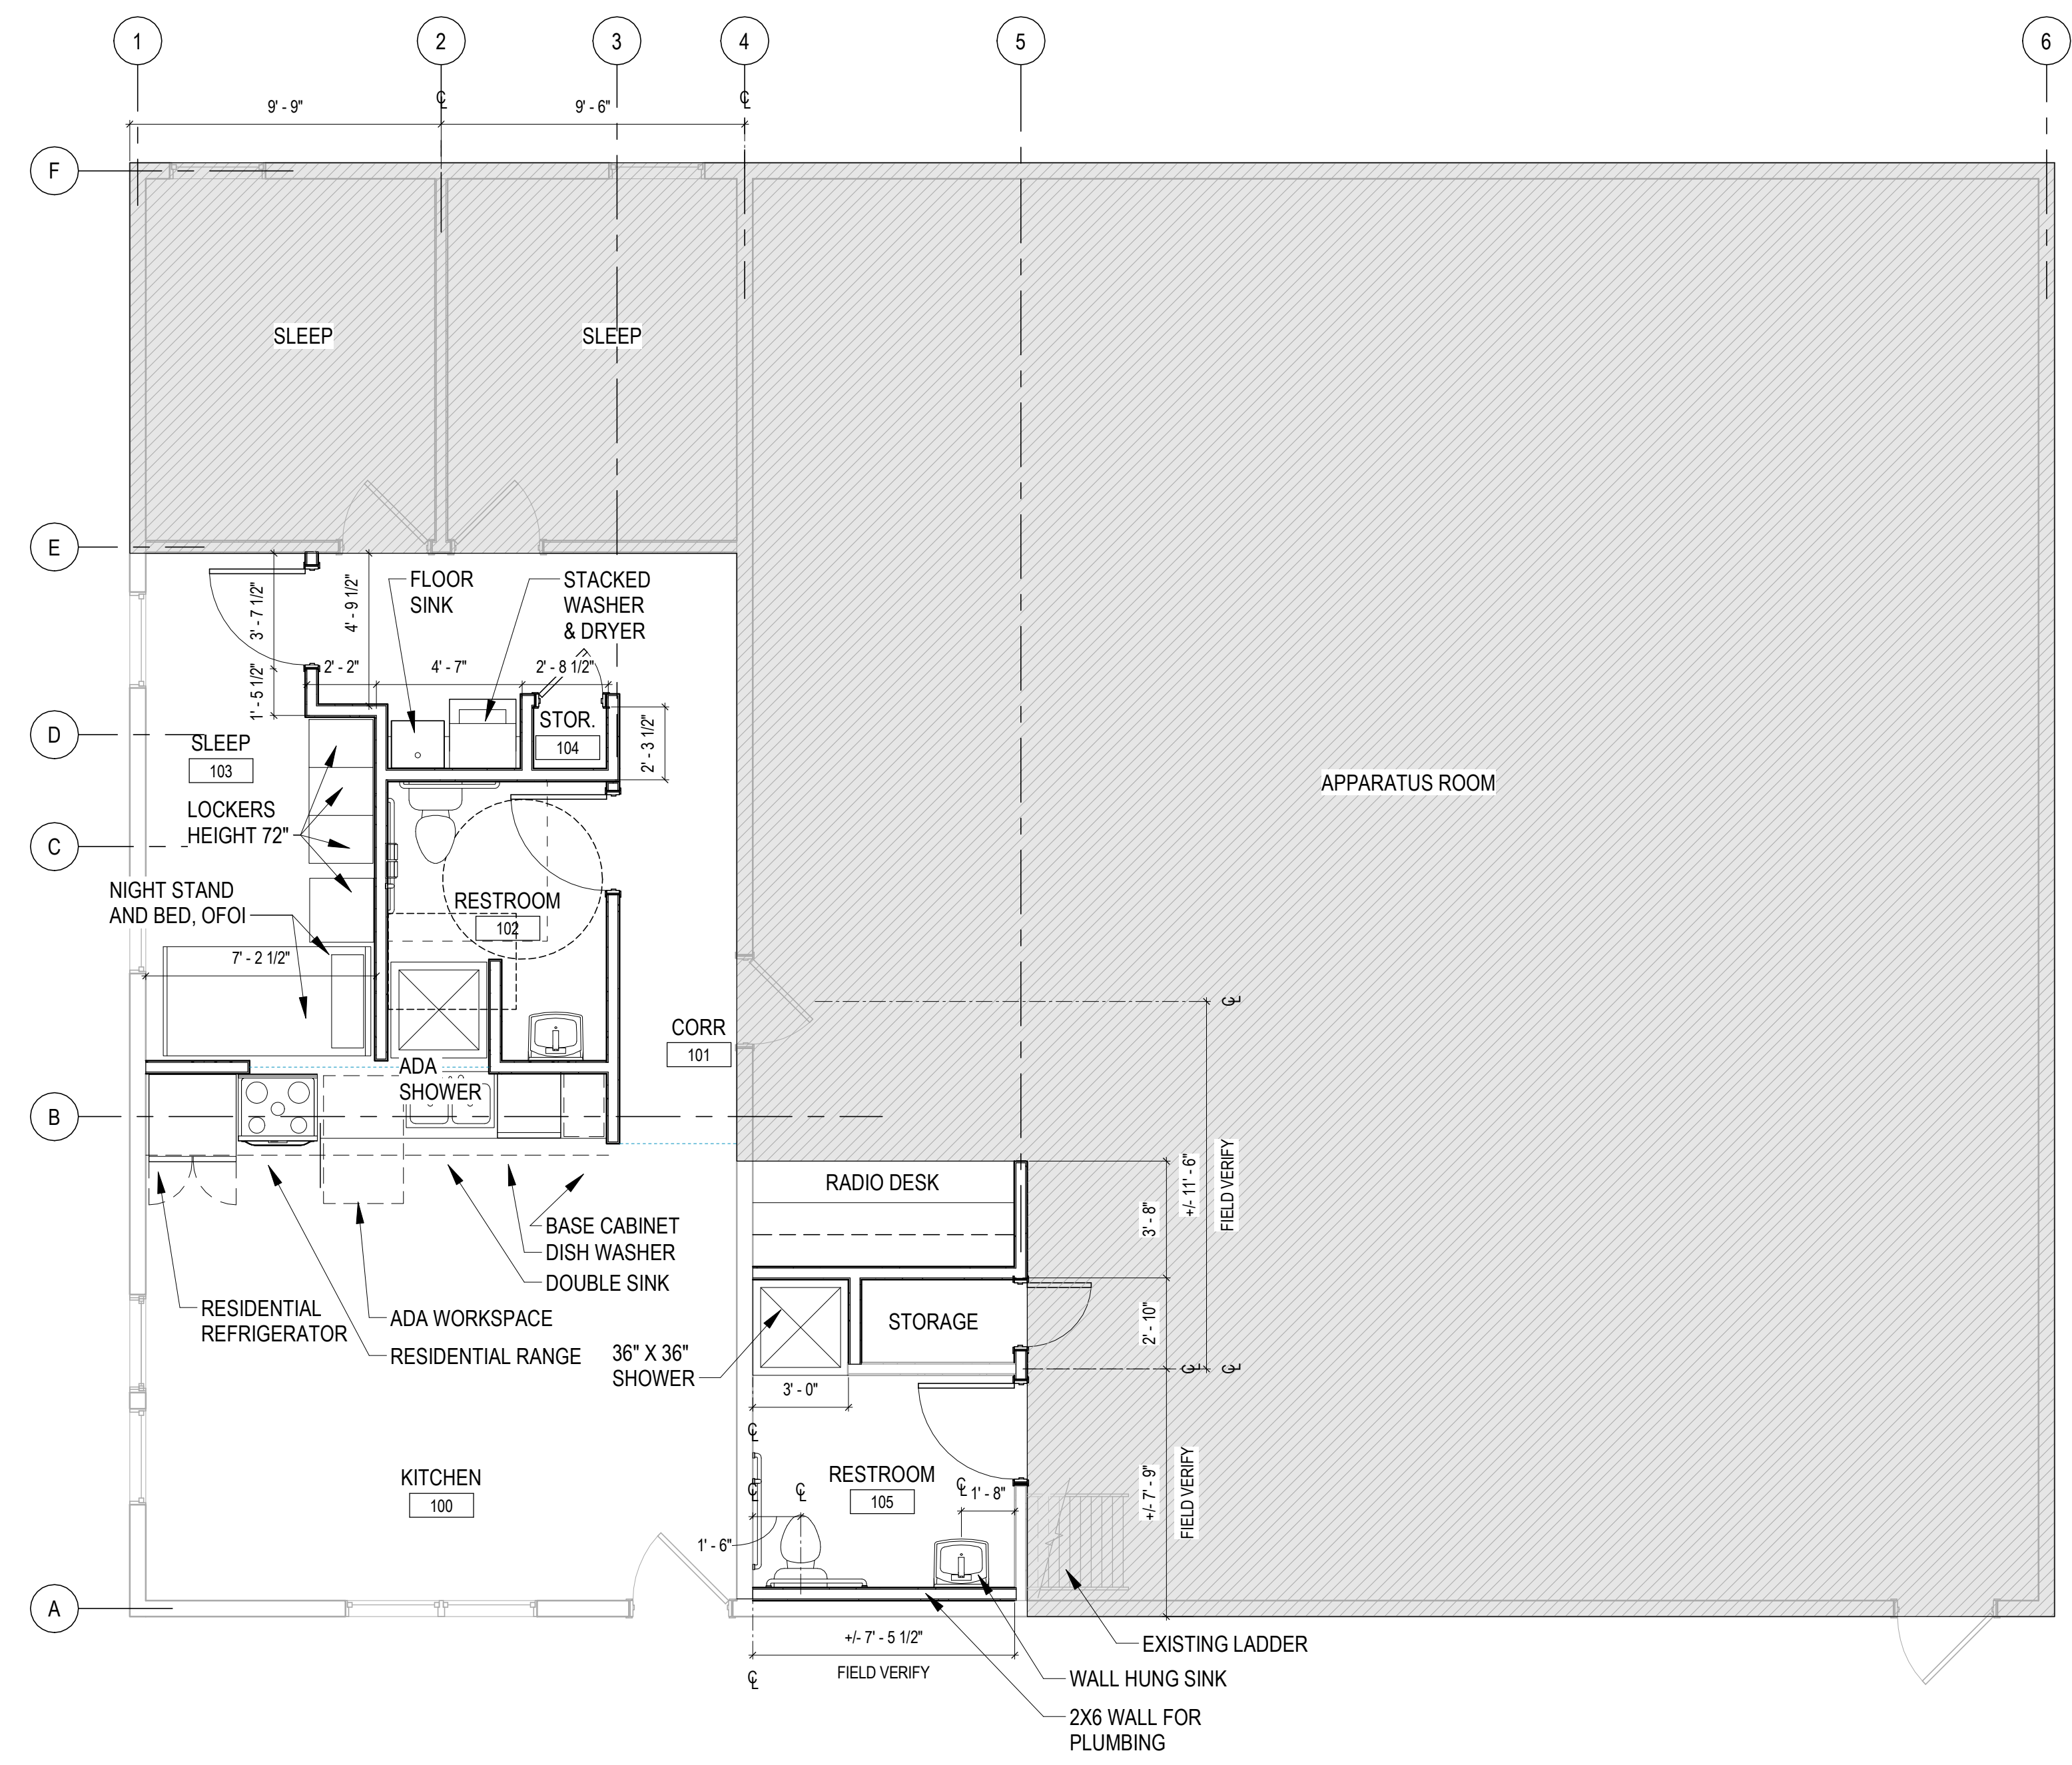 1
2
3
4
5
6
9' - 9"
℄
9' - 6"
℄
F
SLEEP
SLEEP
E
FLOOR
SINK
STACKED
WASHER
& DRYER
3' - 7 1/2"
4' - 9 1/2"
1' - 5 1/2"
2' - 2"
4' - 7"
2' - 8 1/2"
D
SLEEP
103
STOR.
104
2' - 3 1/2"
APPARATUS ROOM
LOCKERS
HEIGHT 72"
C
NIGHT STAND
AND BED, OFOI
RESTROOM
102
7' - 2 1/2"
℄
CORR
101
ADA
SHOWER
B
RADIO DESK
3' - 8"
+/- 11' - 6"
FIELD VERIFY
BASE CABINET
DISH WASHER
DOUBLE SINK
RESIDENTIAL
REFRIGERATOR
ADA WORKSPACE
RESIDENTIAL RANGE
36" X 36"
SHOWER
STORAGE
2' - 10"
℄
℄
3' - 0"
℄
KITCHEN
100
RESTROOM
105
℄
℄
℄
1' - 8"
+/- 7' - 9"
FIELD VERIFY
1' - 6"
A
+/- 7' - 5 1/2"
FIELD VERIFY
℄
EXISTING LADDER
WALL HUNG SINK
2X6 WALL FOR
PLUMBING